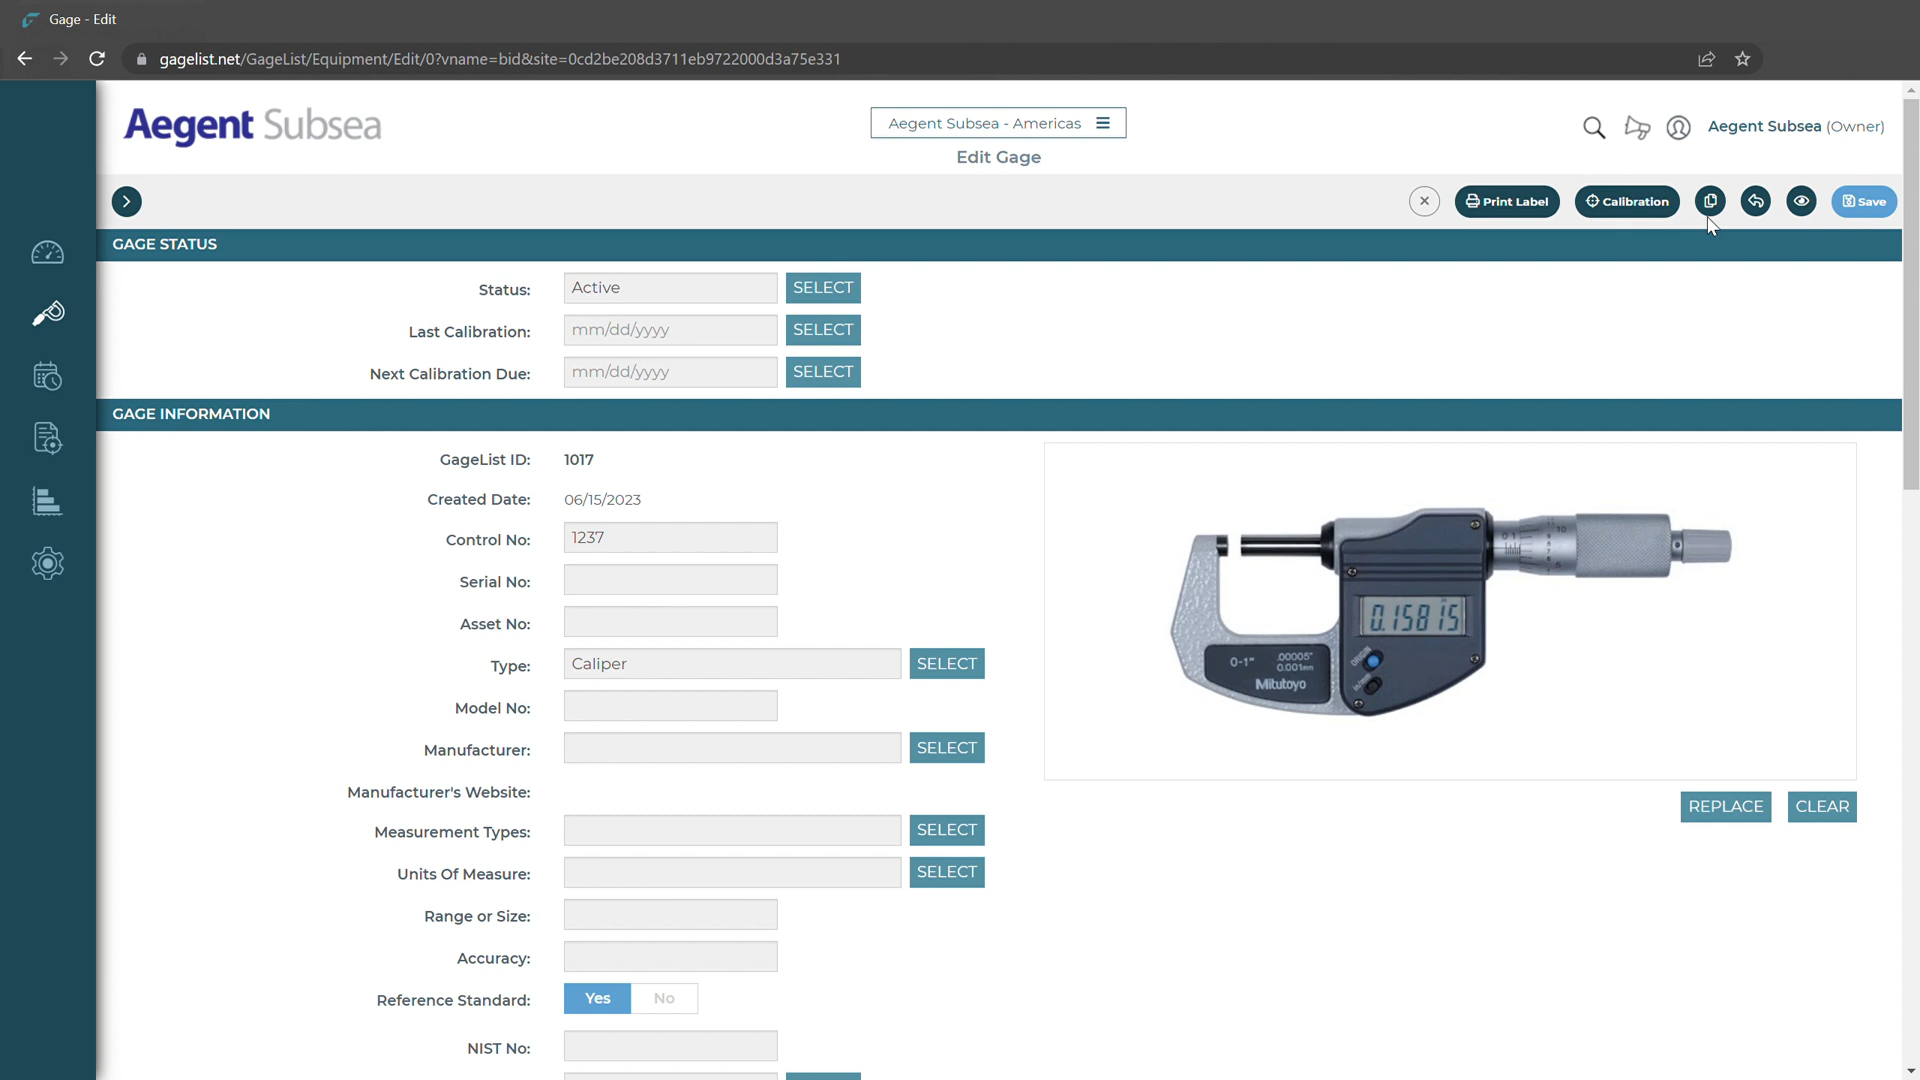 Gage - Edit
gagelist.net/GageList/Equipment/Edit/0?vname=bid&site=0cd2be208d3711eb9722000d3a75e331
Aegent Subsea
Aegent Subsea - Americas
Edit Gage
Aegent Subsea (Owner)
Print Label
Calibration
Save
GAGE STATUS
Status: Active SELECT
Last Calibration: mm/dd/yyyy SELECT
Next Calibration Due: mm/dd/yyyy SELECT
GAGE INFORMATION
GageList ID: 1017
Created Date: 06/15/2023
Control No: 1237
Serial No:
Asset No:
Type: Caliper SELECT
Model No:
Manufacturer: SELECT
Manufacturer's Website:
Measurement Types: SELECT
Units Of Measure: SELECT
Range or Size:
Accuracy:
Reference Standard: Yes No
NIST No:
0.15815
ORIGIN
in/mm
0-1" .00005"
0.001mm
Mitutoyo
REPLACE CLEAR